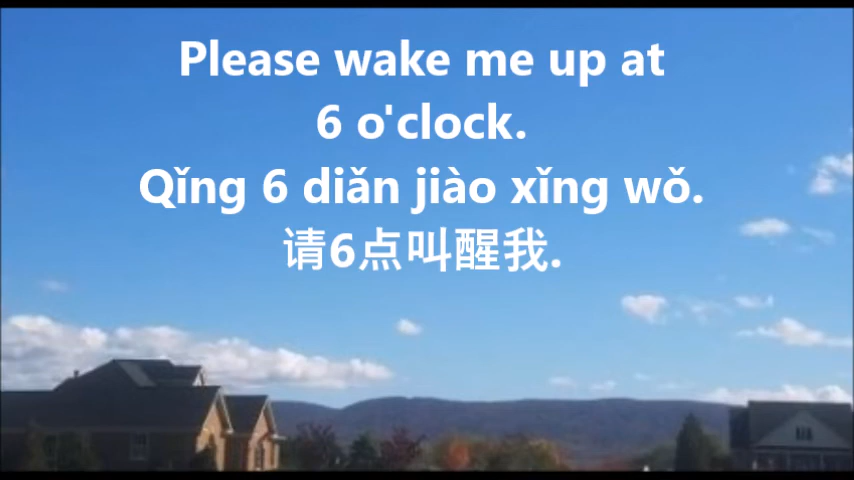 Please wake me up at
6 o'clock.
Qǐng 6 diǎn jiào xǐng wǒ.
请6点叫醒我.